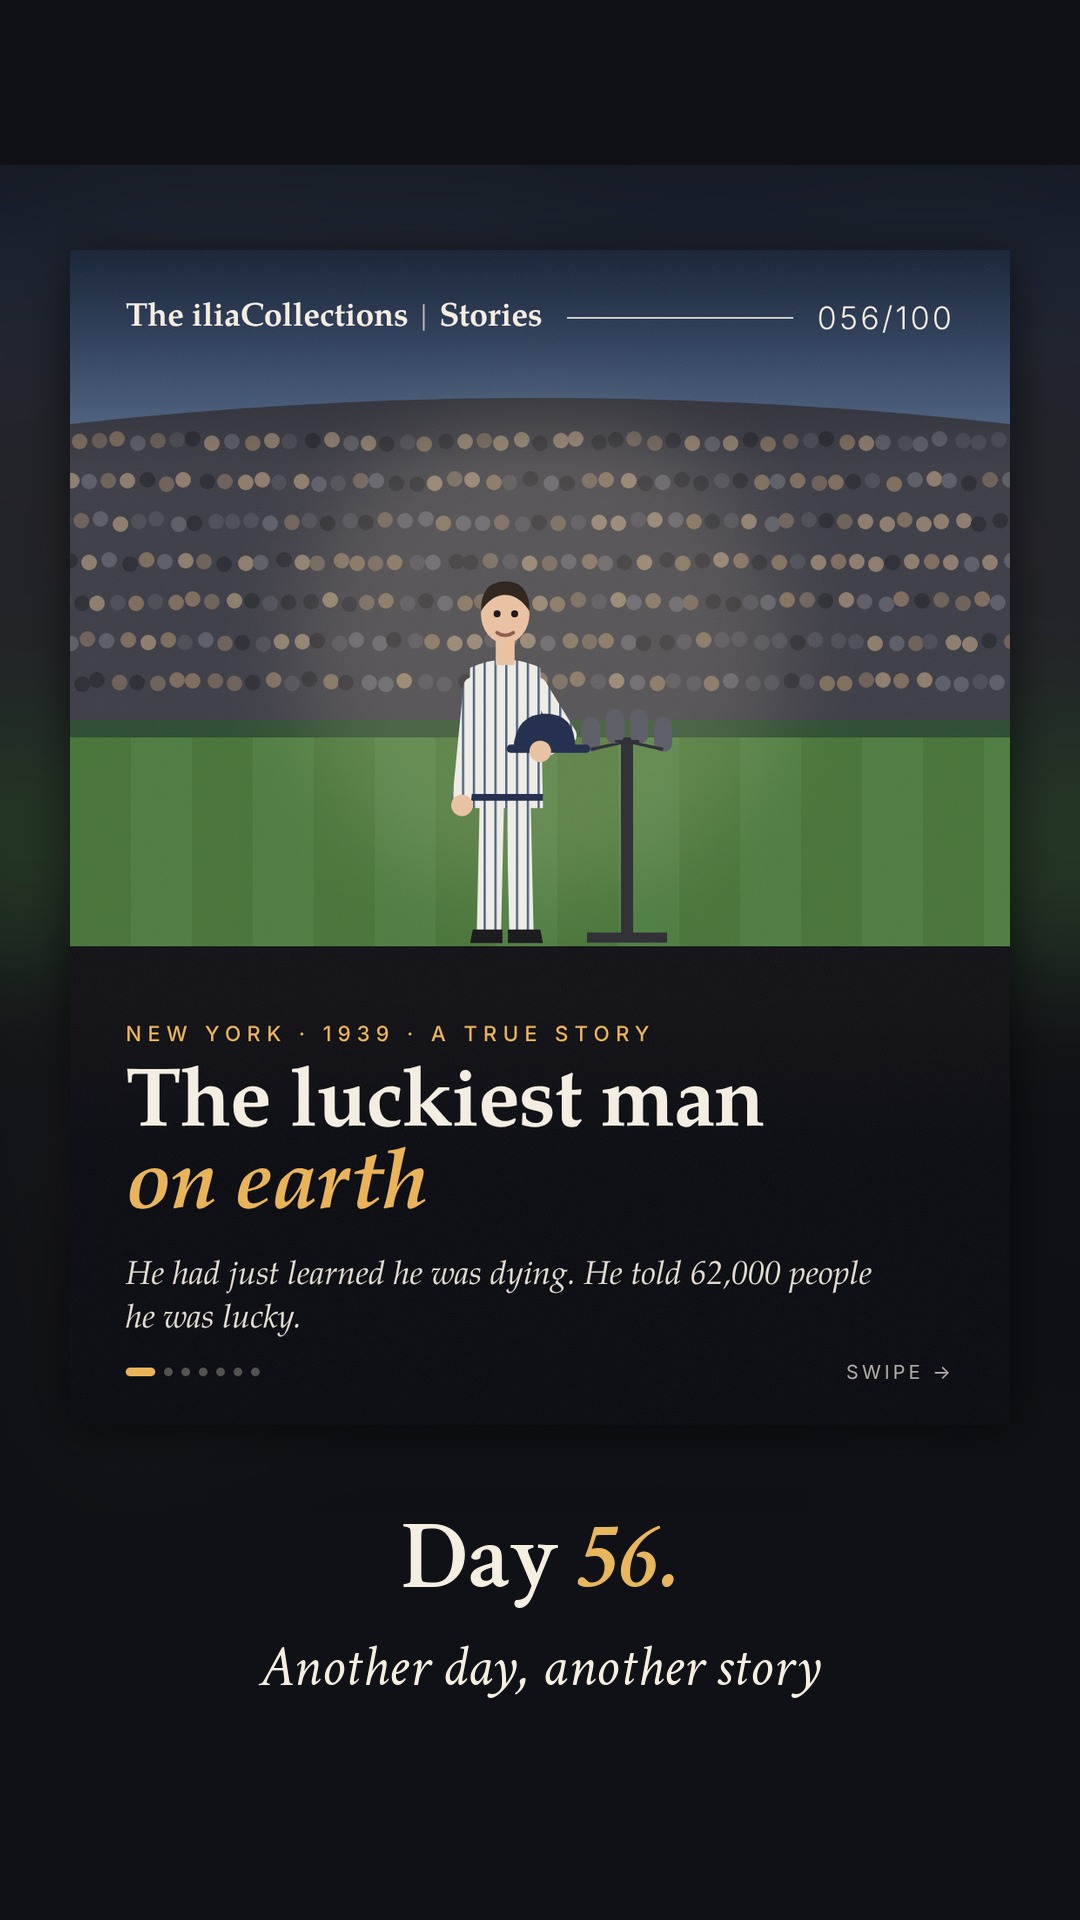 The iliaCollections | Stories 056/100
NEW YORK · 1939 · A TRUE STORY
The luckiest man
on earth
He had just learned he was dying. He told 62,000 people
he was lucky.
SWIPE →
Day 56.
Another day, another story